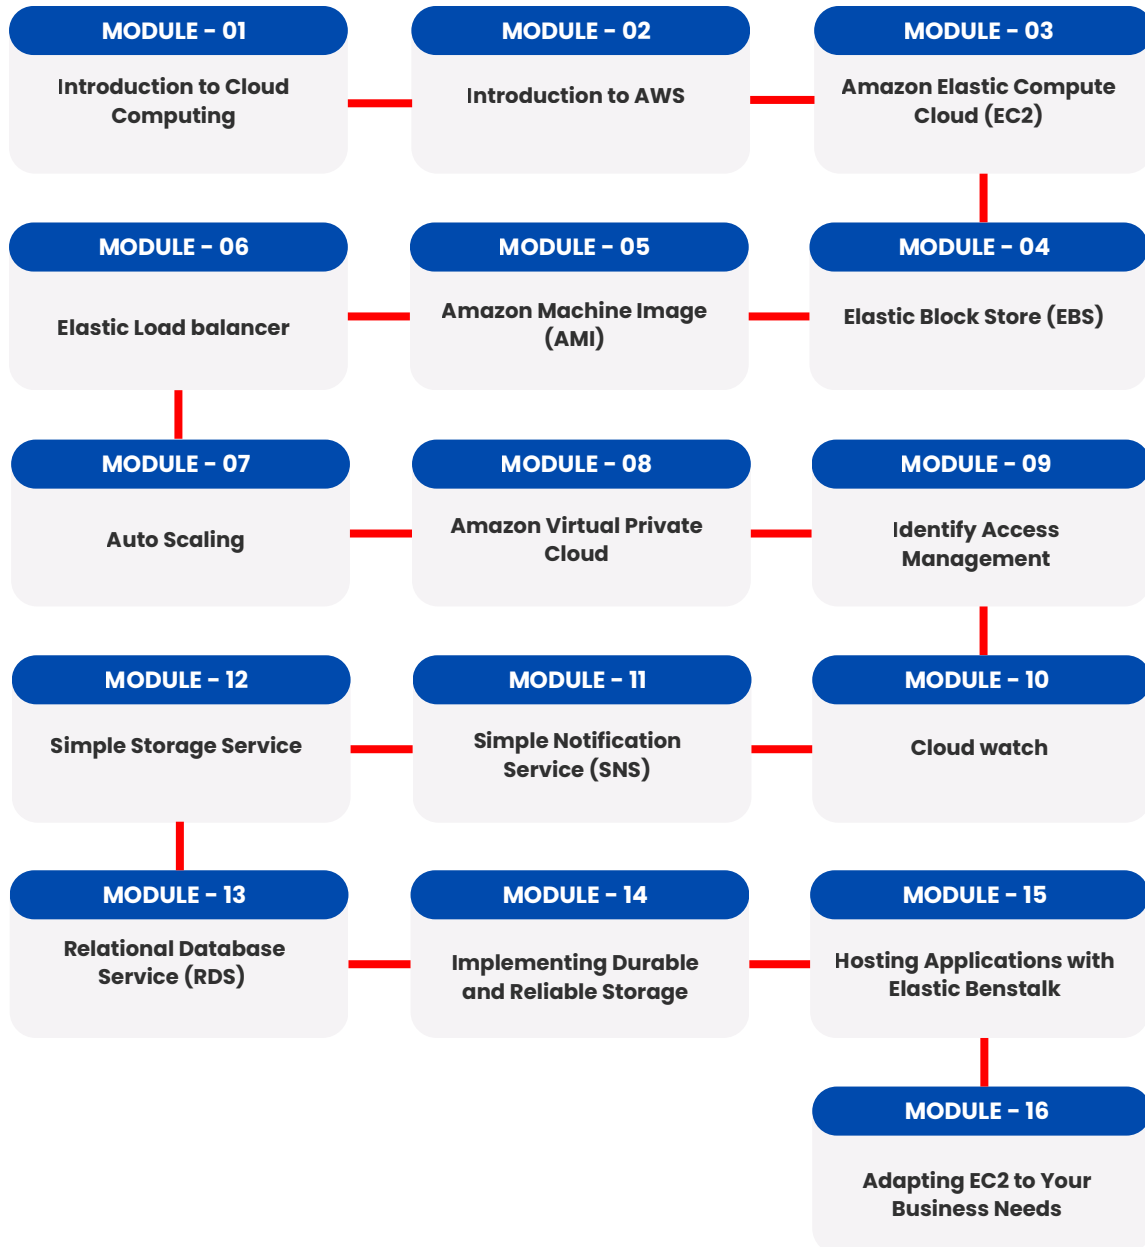 MODULE - 01
Introduction to Cloud
Computing
MODULE - 02
Introduction to AWS
MODULE - 03
Amazon Elastic Compute
Cloud (EC2)
MODULE - 04
Elastic Block Store (EBS)
MODULE - 05
Amazon Machine Image
(AMI)
MODULE - 06
Elastic Load balancer
MODULE - 07
Auto Scaling
MODULE - 08
Amazon Virtual Private
Cloud
MODULE - 09
Identify Access
Management
MODULE - 10
Cloud watch
MODULE - 11
Simple Notification
Service (SNS)
MODULE - 12
Simple Storage Service
MODULE - 13
Relational Database
Service (RDS)
MODULE - 14
Implementing Durable
and Reliable Storage
MODULE - 15
Hosting Applications with
Elastic Benstalk
MODULE - 16
Adapting EC2 to Your
Business Needs